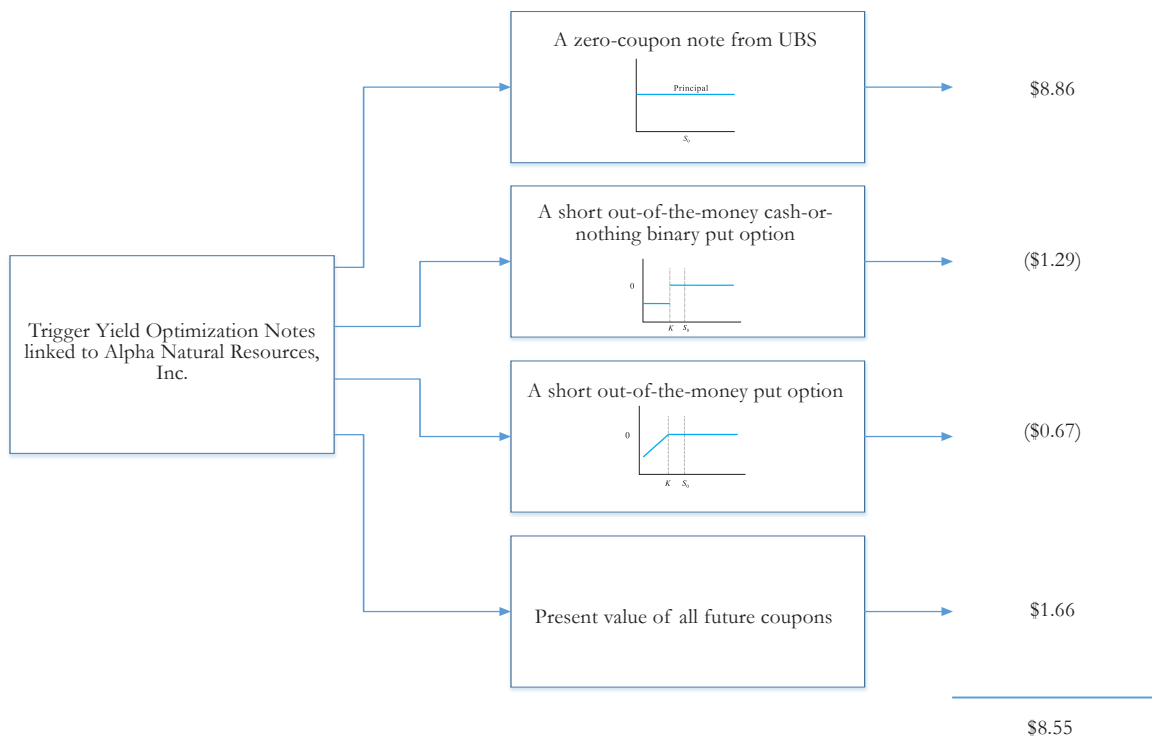 A zero-coupon note from UBS
Principal
S0
$8.86
A short out-of-the-money cash-or-
nothing binary put option
0
K S0
($1.29)
Trigger Yield Optimization Notes
linked to Alpha Natural Resources,
Inc.
A short out-of-the-money put option
0
K S0
($0.67)
Present value of all future coupons
$1.66
$8.55